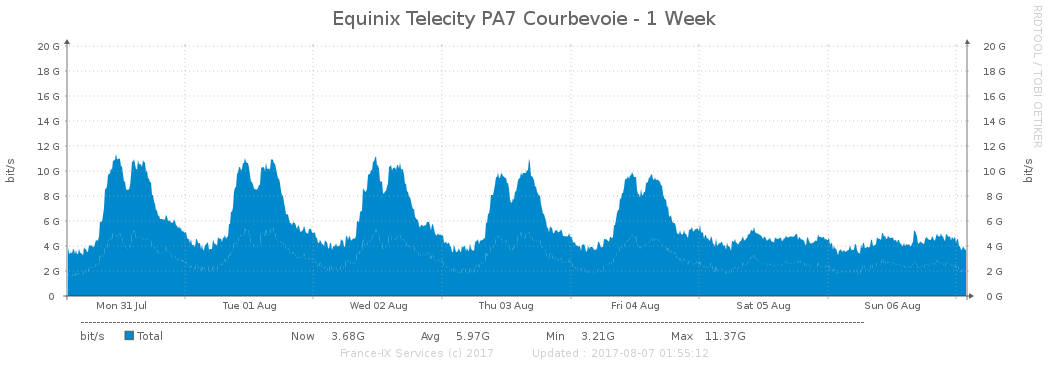 Equinix Telecity PA7 Courbevoie - 1 Week
RRDTOOL / TOBI OETIKER
bit/s
20 G
18 G
16 G
14 G
12 G
10 G
8 G
6 G
4 G
2 G
0
20 G
18 G
16 G
14 G
12 G
10 G
8 G
6 G
4 G
2 G
0 G
bit/s
Mon 31 Jul Tue 01 Aug Wed 02 Aug Thu 03 Aug Fri 04 Aug Sat 05 Aug Sun 06 Aug
bit/s Total Now 3.68G Avg 5.97G Min 3.21G Max 11.37G
France-IX Services (c) 2017 Updated : 2017-08-07 01:55:12